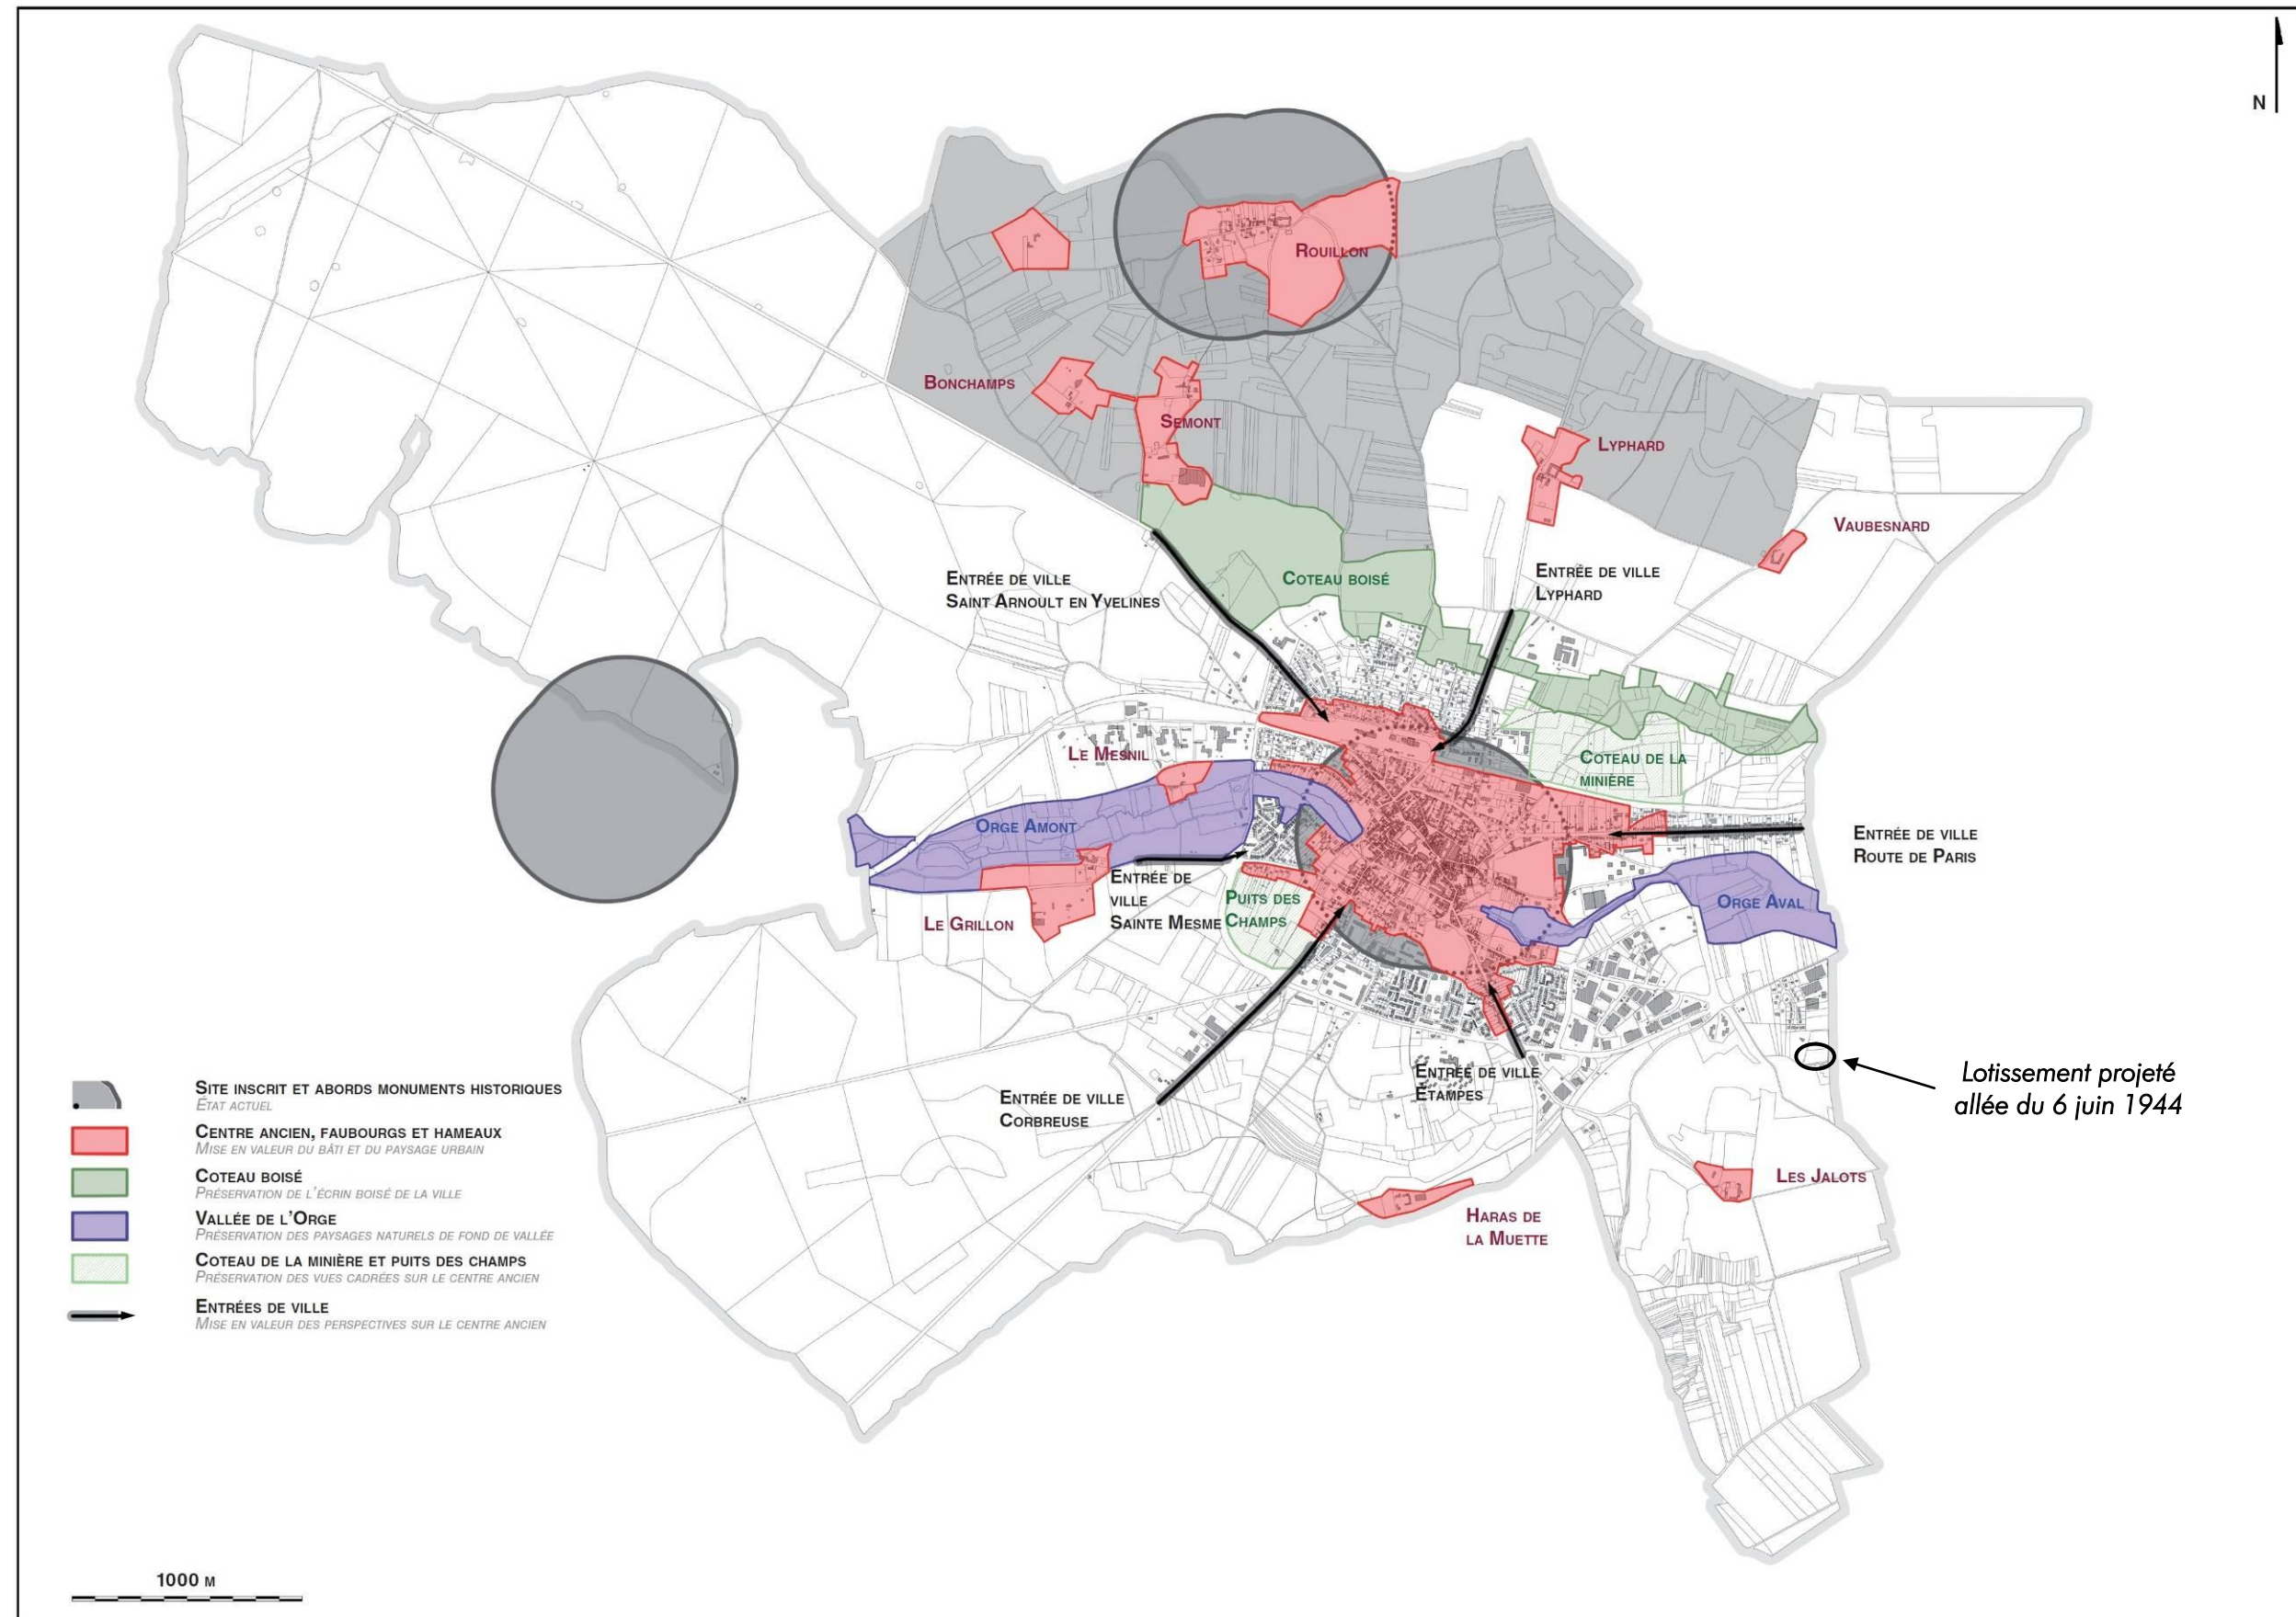 N
ROUILLON
BONCHAMPS
SEMONT
LYPHARD
VAUBESNARD
ENTRÉE DE VILLE
SAINT ARNOULT EN YVELINES
COTEAU BOISÉ
ENTRÉE DE VILLE
LYPHARD
LE MESNIL
COTEAU DE LA
MINIÈRE
ORGE AMONT
ENTRÉE DE VILLE
ROUTE DE PARIS
ENTRÉE DE
VILLE
SAINTE MESME
PUITS DES
CHAMPS
ORGE AVAL
LE GRILLON
ENTRÉE DE VILLE
CORBREUSE
ENTRÉE DE VILLE
ETAMPES
Lotissement projeté
allée du 6 juin 1944
LES JALOTS
HARAS DE
LA MUETTE
SITE INSCRIT ET ABORDS MONUMENTS HISTORIQUES
ÉTAT ACTUEL
CENTRE ANCIEN, FAUBOURGS ET HAMEAUX
MISE EN VALEUR DU BÂTI ET DU PAYSAGE URBAIN
COTEAU BOISÉ
PRÉSERVATION DE L'ÉCRIN BOISÉ DE LA VILLE
VALLÉE DE L'ORGE
PRÉSERVATION DES PAYSAGES NATURELS DE FOND DE VALLÉE
COTEAU DE LA MINIÈRE ET PUITS DES CHAMPS
PRÉSERVATION DES VUES CADRÉES SUR LE CENTRE ANCIEN
ENTRÉES DE VILLE
MISE EN VALEUR DES PERSPECTIVES SUR LE CENTRE ANCIEN
1000 M